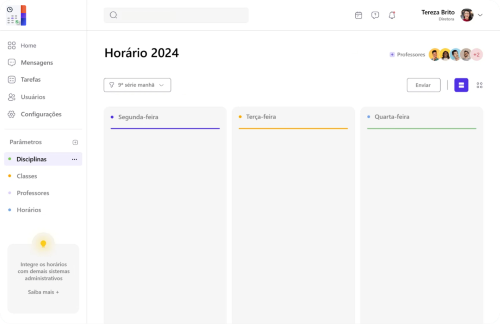 Tereza Brito
Diretora
Home
Mensagens
Tarefas
Usuários
Configurações
Parâmetros
Disciplinas
Classes
Professores
Horários
Integre os horários
com demais sistemas
administrativos
Saiba mais +
Horário 2024
Professores
+2
9ª série manhã
Enviar
Segunda-feira
Terça-feira
Quarta-feira